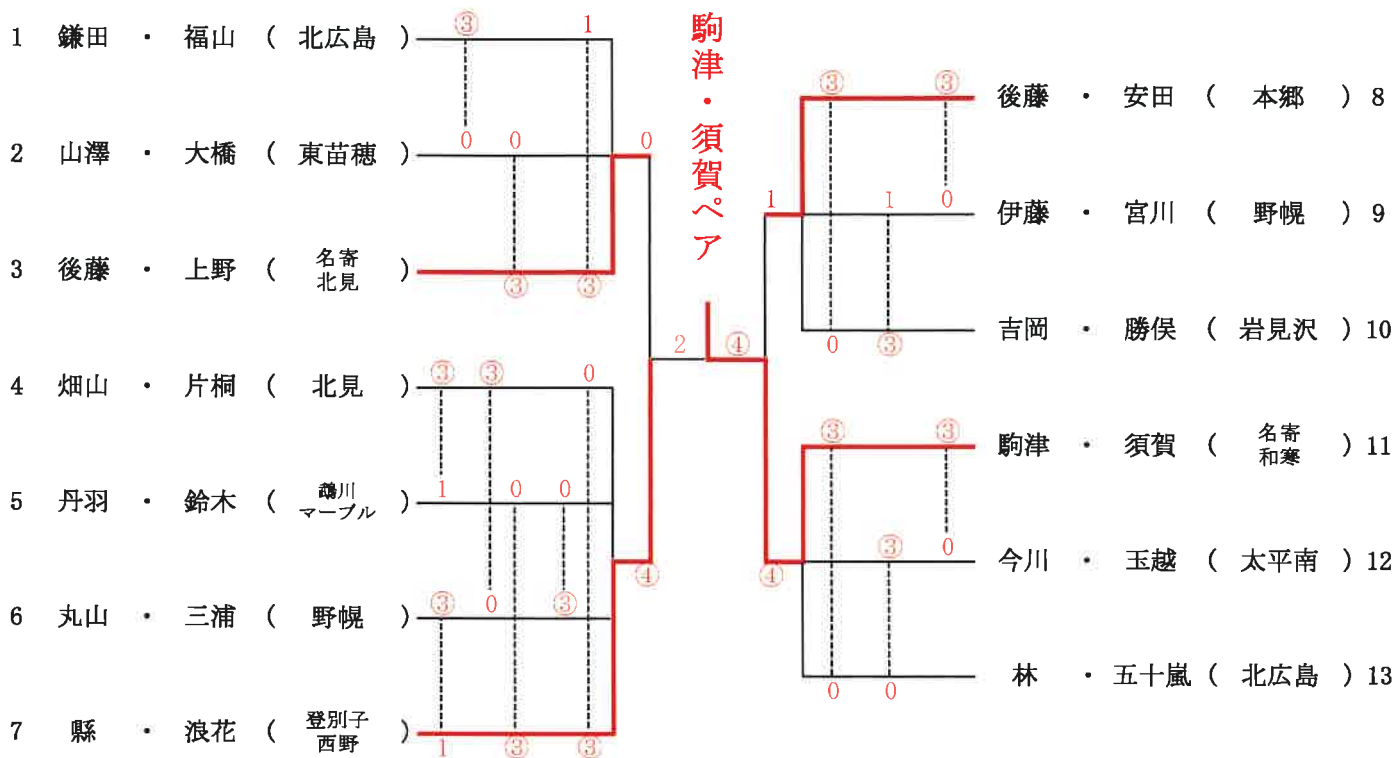 駒津・須賀ペア
1 鎌田 ・ 福山 ( 北広島 )
③ 1
0 0
2 山澤 ・ 大橋 ( 東苗穂 )
0
3 後藤 ・ 上野 ( 名寄 北見 )
③ ③
4 畑山 ・ 片桐 ( 北見 )
③ ③ 0
1 0 0
5 丹羽 ・ 鈴木 ( 鵡川 マーブル )
④
6 丸山 ・ 三浦 ( 野幌 )
③ 0 ③
7 縣 ・ 浪花 ( 登別子 西野 )
1 ③ ③
2 ④
③ ③
後藤 ・ 安田 ( 本郷 ) 8
1
1 0
伊藤 ・ 宮川 ( 野幌 ) 9
吉岡 ・ 勝俣 ( 岩見沢 ) 10
0 ③
③ ③
駒津 ・ 須賀 ( 名寄 和寒 ) 11
④
③ 0
今川 ・ 玉越 ( 太平南 ) 12
林 ・ 五十嵐 ( 北広島 ) 13
0 0